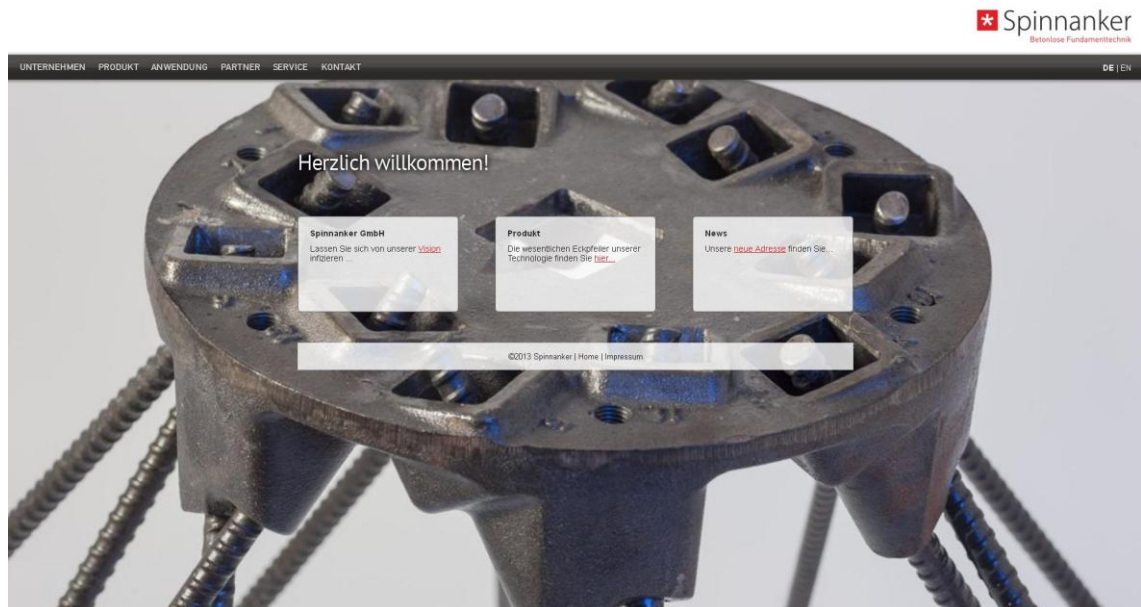 Spinnanker
Betonlose Fundamenttechnik
UNTERNEHMEN PRODUKT ANWENDUNG PARTNER SERVICE KONTAKT
DE | EN
Herzlich willkommen!
Spinnanker GmbH
Lassen Sie sich von unserer Vision
infizieren ...
Produkt
Die wesentlichen Eckpfeiler unserer
Technologie finden Sie hier...
News
Unsere neue Adresse finden Sie...
©2013 Spinnanker | Home | Impressum